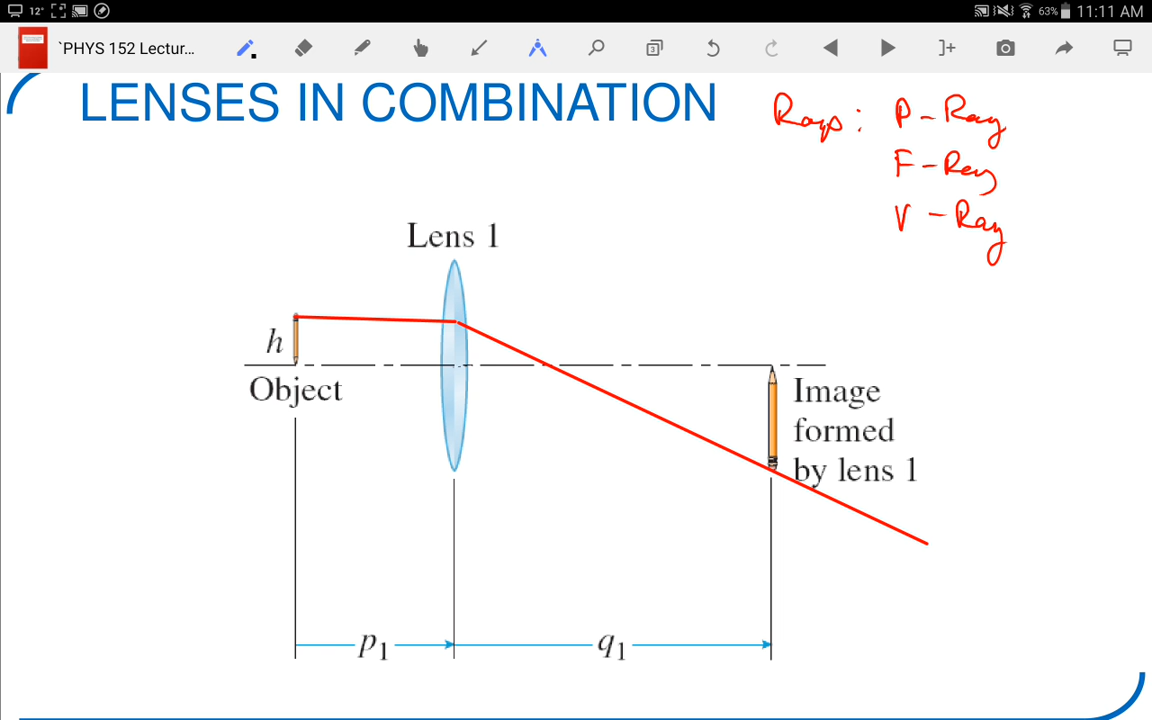 12°
63% 11:11 AM
`PHYS 152 Lectur...
3
LENSES IN COMBINATION
Rays: P-Ray
F-Ray
V-Ray
Lens 1
h
Object
Image
formed
by lens 1
p1
q1